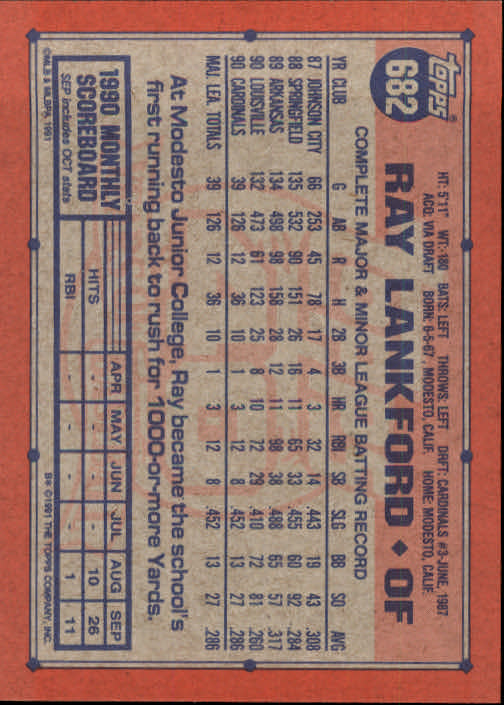 TOPPS®
682
RAY LANKFORD ◆ OF
HT: 5'11" WT: 180 BATS: LEFT THROWS: LEFT DRFT: CARDINALS #3-JUNE, 1987
ACQ: VIA DRAFT BORN: 6-5-67, MODESTO, CALIF. HOME: MODESTO, CALIF.
COMPLETE MAJOR & MINOR LEAGUE BATTING RECORD
YR CLUB G AB R H 2B 3B HR RBI SB SLG BB SO AVG
87 JOHNSON CITY 66 253 45 78 17 4 3 32 14 .443 19 43 .308
88 SPRINGFIELD 135 532 90 151 26 16 11 65 33 .455 60 92 .284
89 ARKANSAS 134 498 98 158 28 12 11 98 38 .488 65 57 .317
90 LOUISVILLE 132 473 61 123 25 8 10 72 29 .410 72 81 .260
90 CARDINALS 39 126 12 36 10 1 3 12 8 .452 13 27 .286
MAJ. LEA. TOTALS 39 126 12 36 10 1 3 12 8 .452 13 27 .286
At Modesto Junior College, Ray became the school's
first running back to rush for 1000-or-more Yards.
1990 MONTHLY
SCOREBOARD
SEP includes OCT stats
APR MAY JUN JUL AUG SEP
HITS - - - - 10 26
RBI - - - - 1 11
©MLB & MLBPA 1991
B* ©1991 THE TOPPS COMPANY, INC.